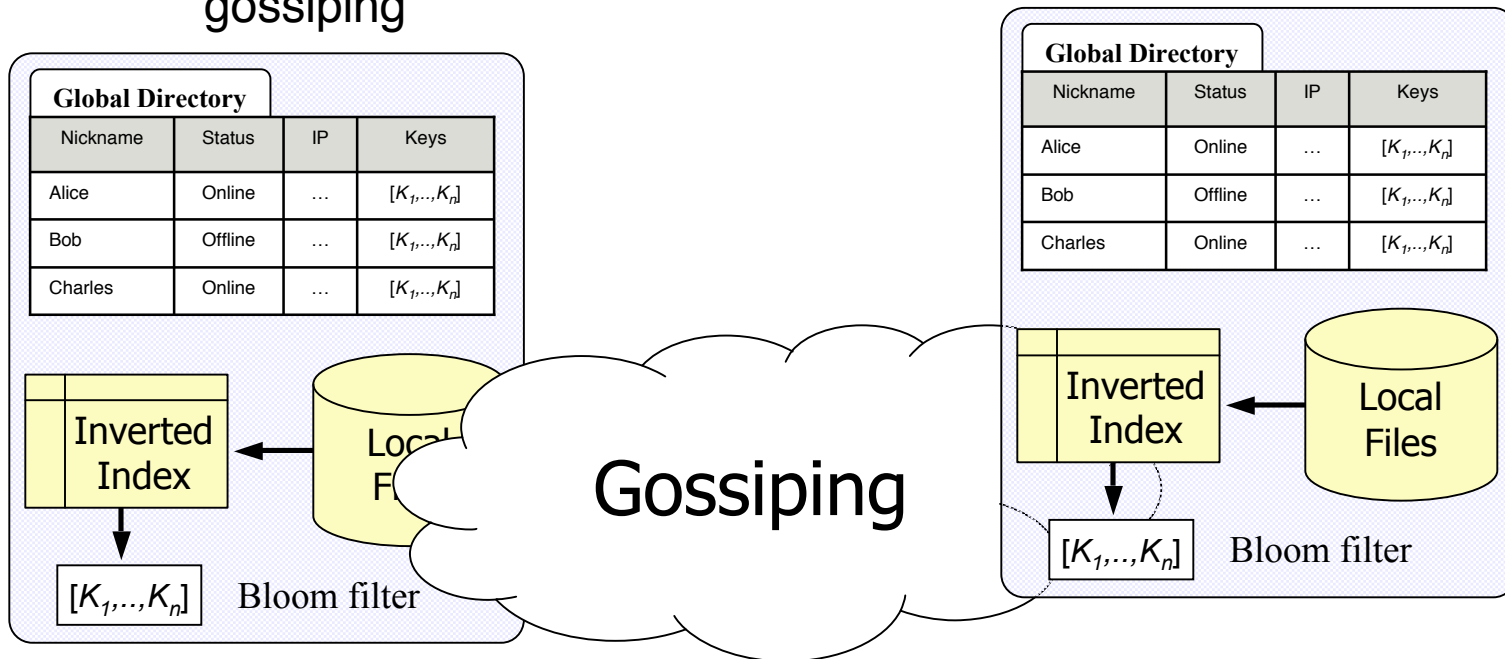 gossiping
Global Directory
Nickname Status IP Keys
Alice Online … [K1,..,Kn]
Bob Offline … [K1,..,Kn]
Charles Online … [K1,..,Kn]
Inverted
Index
Local
[K1,..,Kn] Bloom filter
Gossiping
Global Directory
Nickname Status IP Keys
Alice Online … [K1,..,Kn]
Bob Offline … [K1,..,Kn]
Charles Online … [K1,..,Kn]
Inverted
Index
Local
Files
[K1,..,Kn] Bloom filter